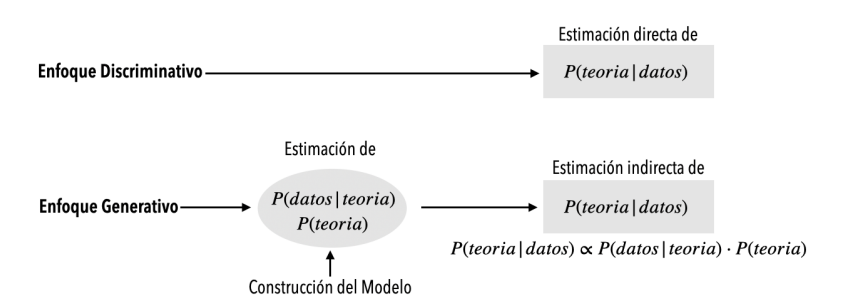 Estimación directa de
Enfoque Discriminativo
P(teoria|datos)
Estimación de
Estimación indirecta de
Enfoque Generativo
P(datos|teoria)
P(teoria)
P(teoria|datos)
P(teoria|datos) ∝ P(datos|teoria) · P(teoria)
Construcción del Modelo